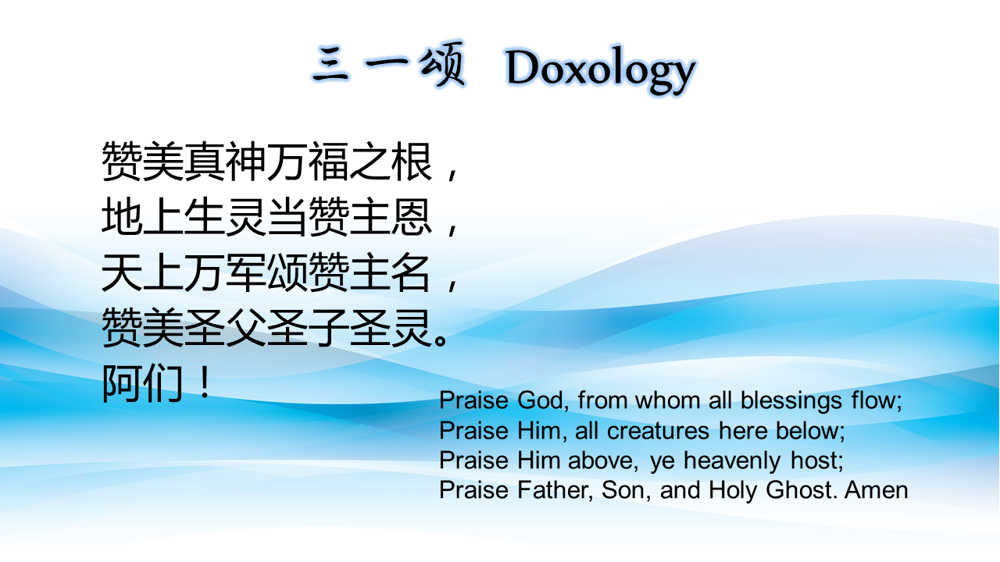 三一颂 Doxology
赞美真神万福之根，
地上生灵当赞主恩，
天上万军颂赞主名，
赞美圣父圣子圣灵。
阿们！
Praise God, from whom all blessings flow;
Praise Him, all creatures here below;
Praise Him above, ye heavenly host;
Praise Father, Son, and Holy Ghost. Amen